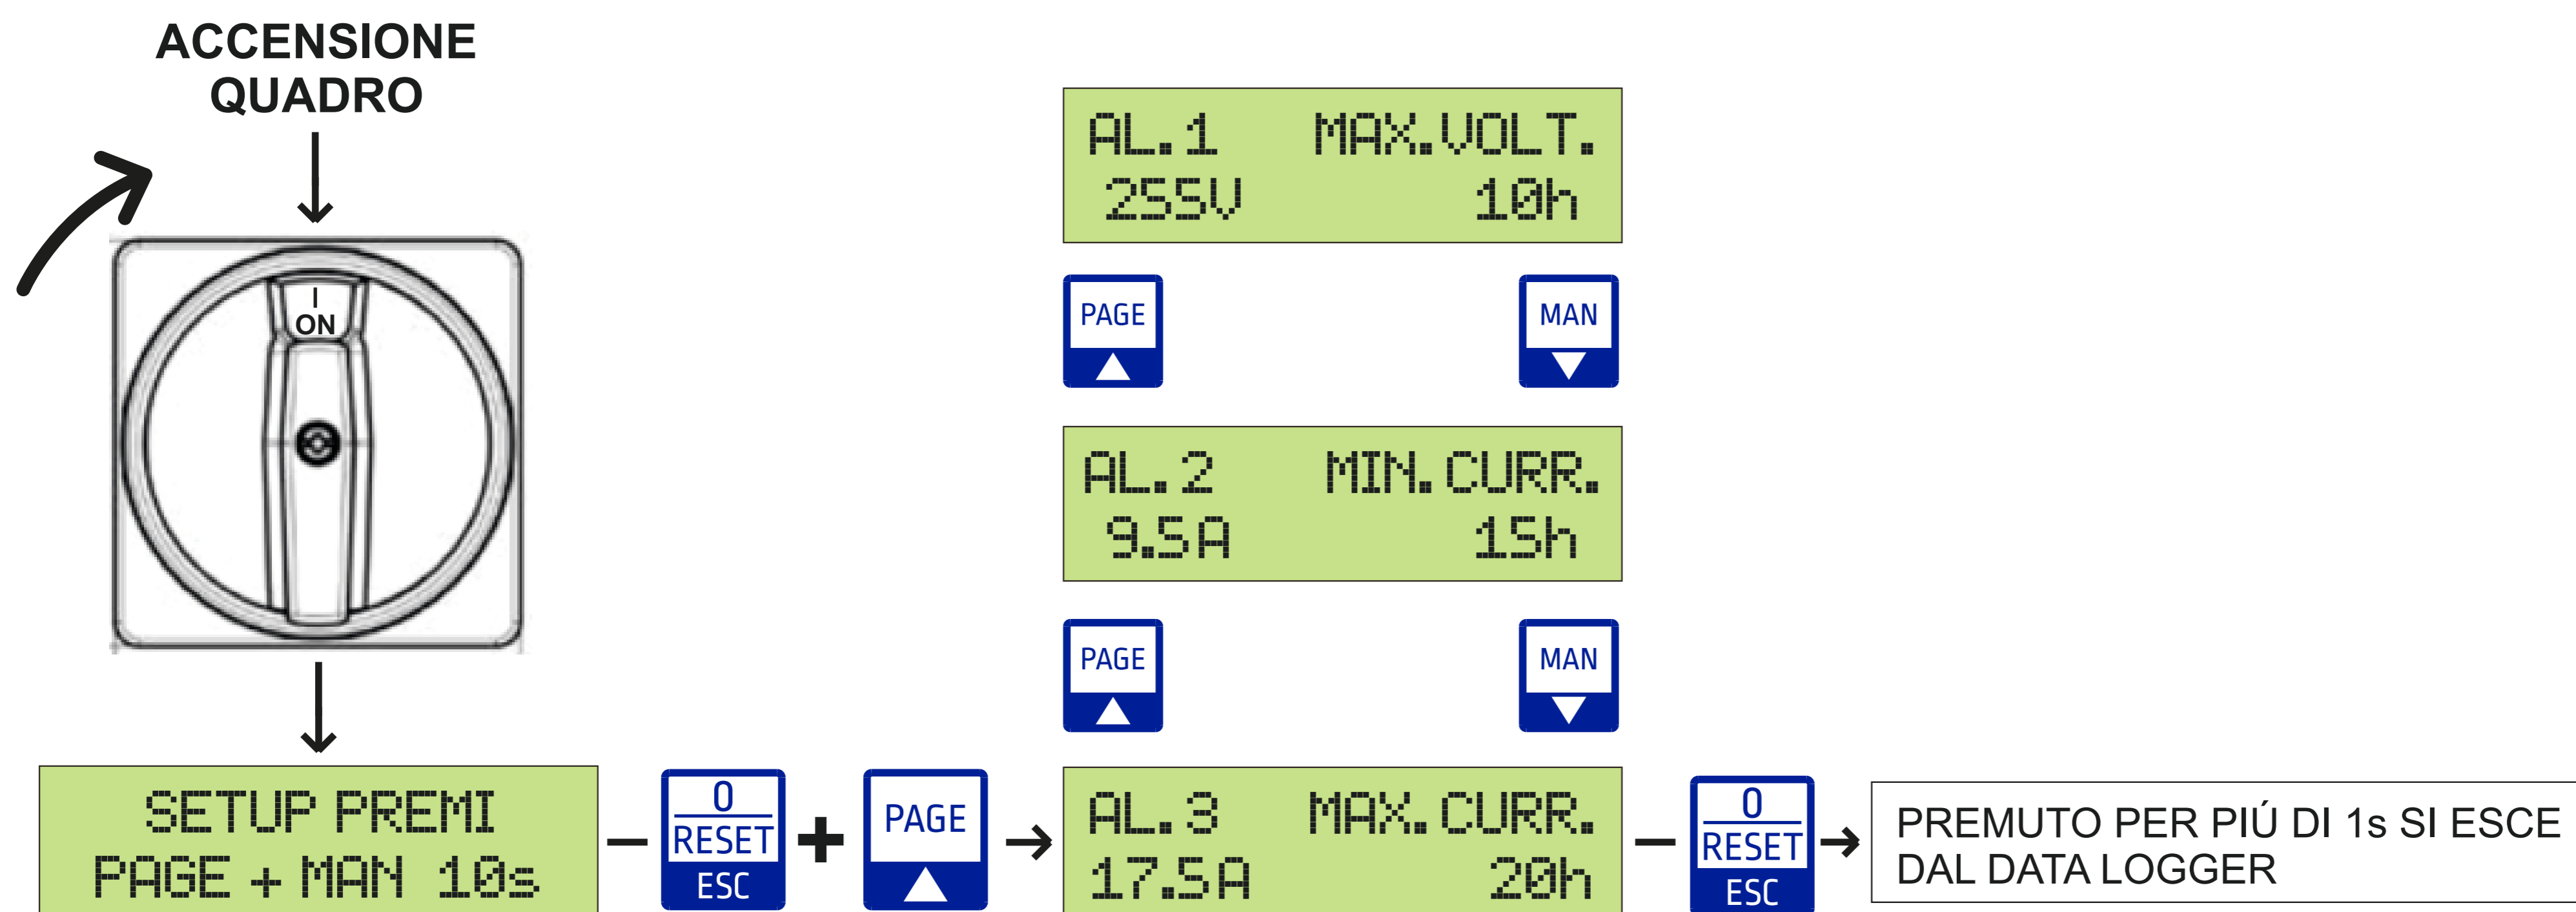 ACCENSIONE
QUADRO
I
ON
SETUP PREMI
PAGE + MAN 10s
0
RESET
ESC
+
PAGE
AL.1 MAX.VOLT.
255V 10h
PAGE MAN
AL.2 MIN.CURR.
9.5A 15h
PAGE MAN
AL.3 MAX.CURR.
17.5A 20h
0
RESET
ESC
PREMUTO PER PIÚ DI 1s SI ESCE
DAL DATA LOGGER